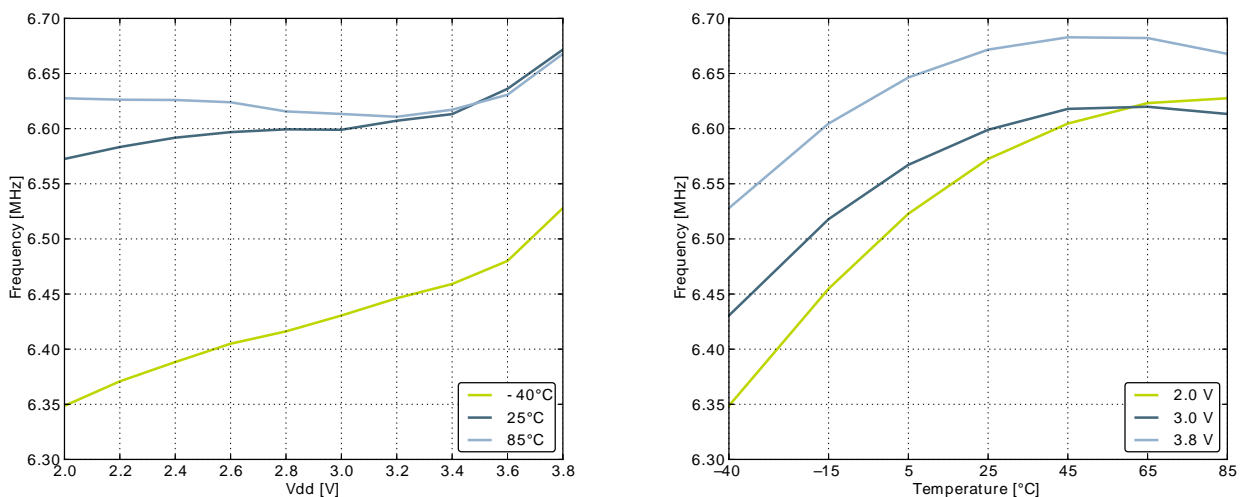 6.70
6.65
6.60
6.55
6.50
6.45
6.40
6.35
6.30
Frequency [MHz]
2.0 2.2 2.4 2.6 2.8 3.0 3.2 3.4 3.6 3.8
Vdd [V]
- 40°C
25°C
85°C
6.70
6.65
6.60
6.55
6.50
6.45
6.40
6.35
6.30
Frequency [MHz]
–40 –15 5 25 45 65 85
Temperature [°C]
2.0 V
3.0 V
3.8 V